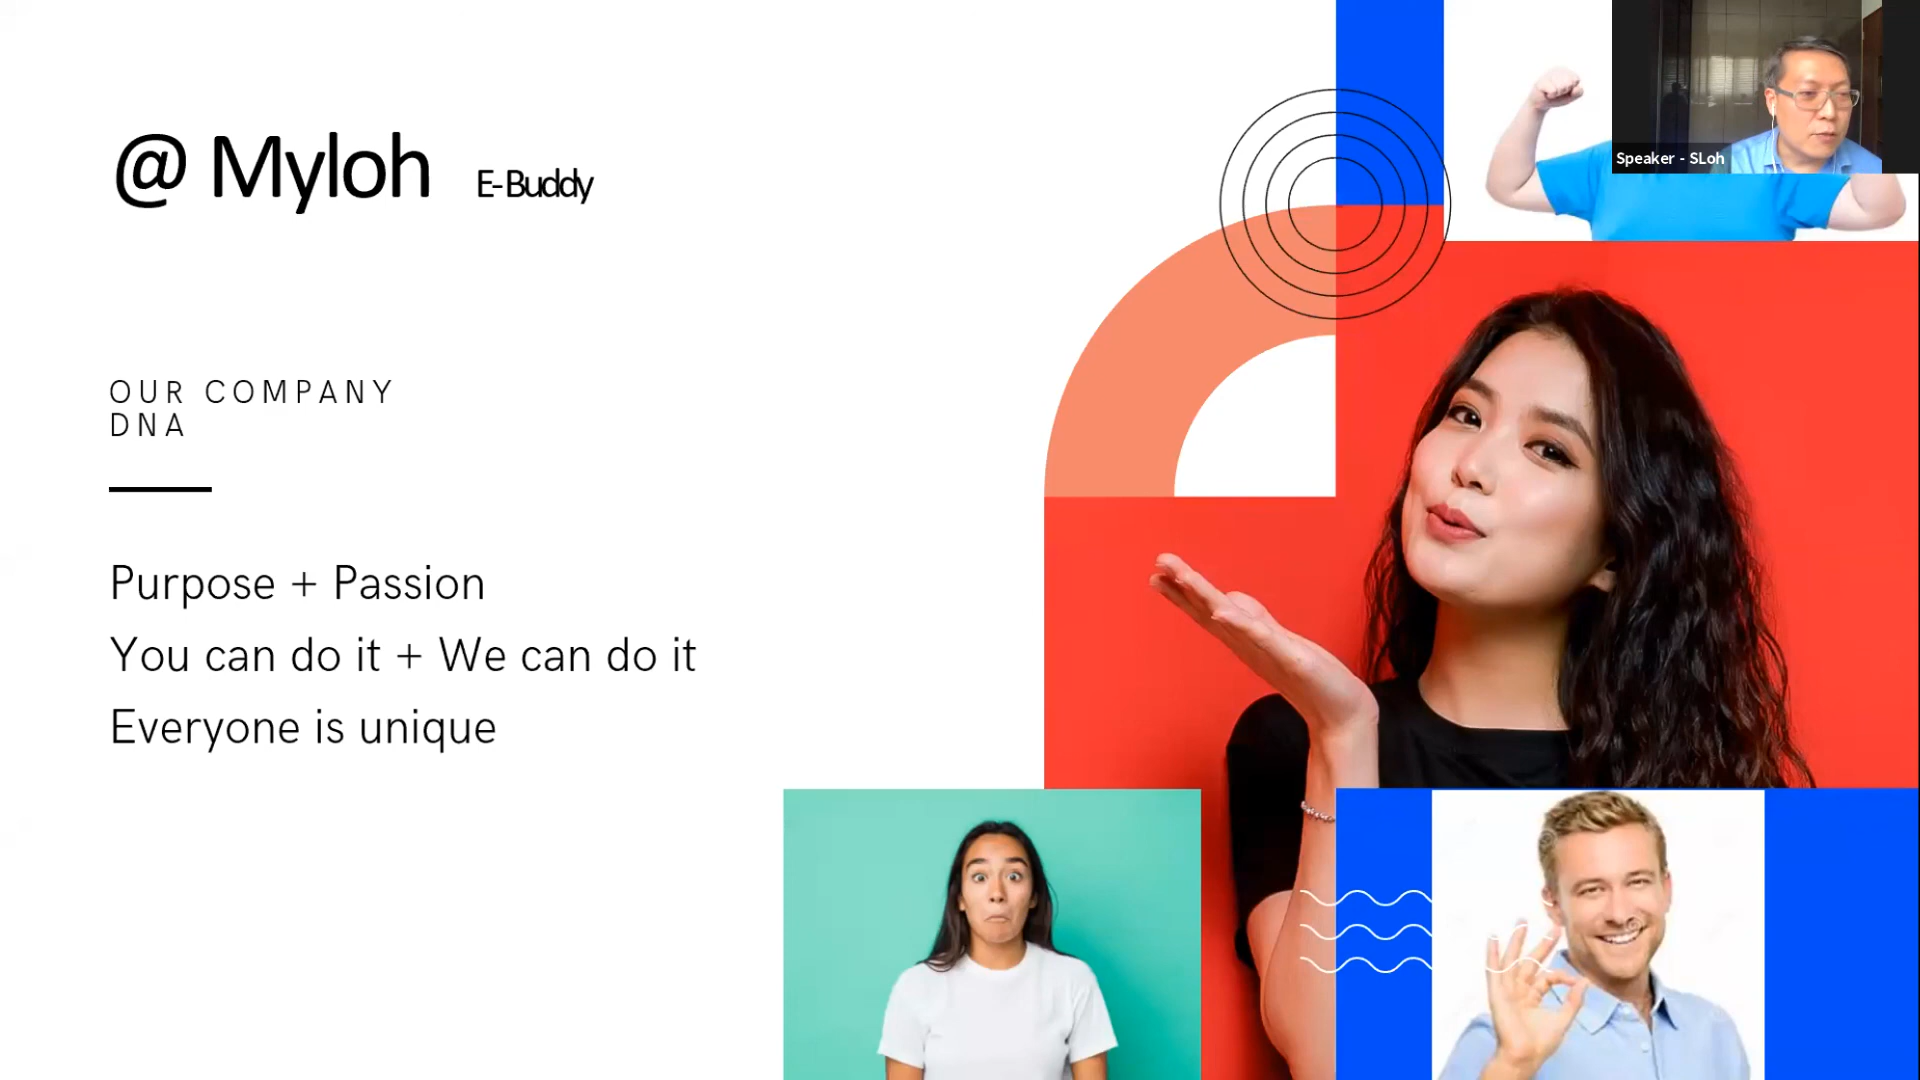 @ Myloh E-Buddy
Speaker - SLoh
OUR COMPANY
DNA
Purpose + Passion
You can do it + We can do it
Everyone is unique